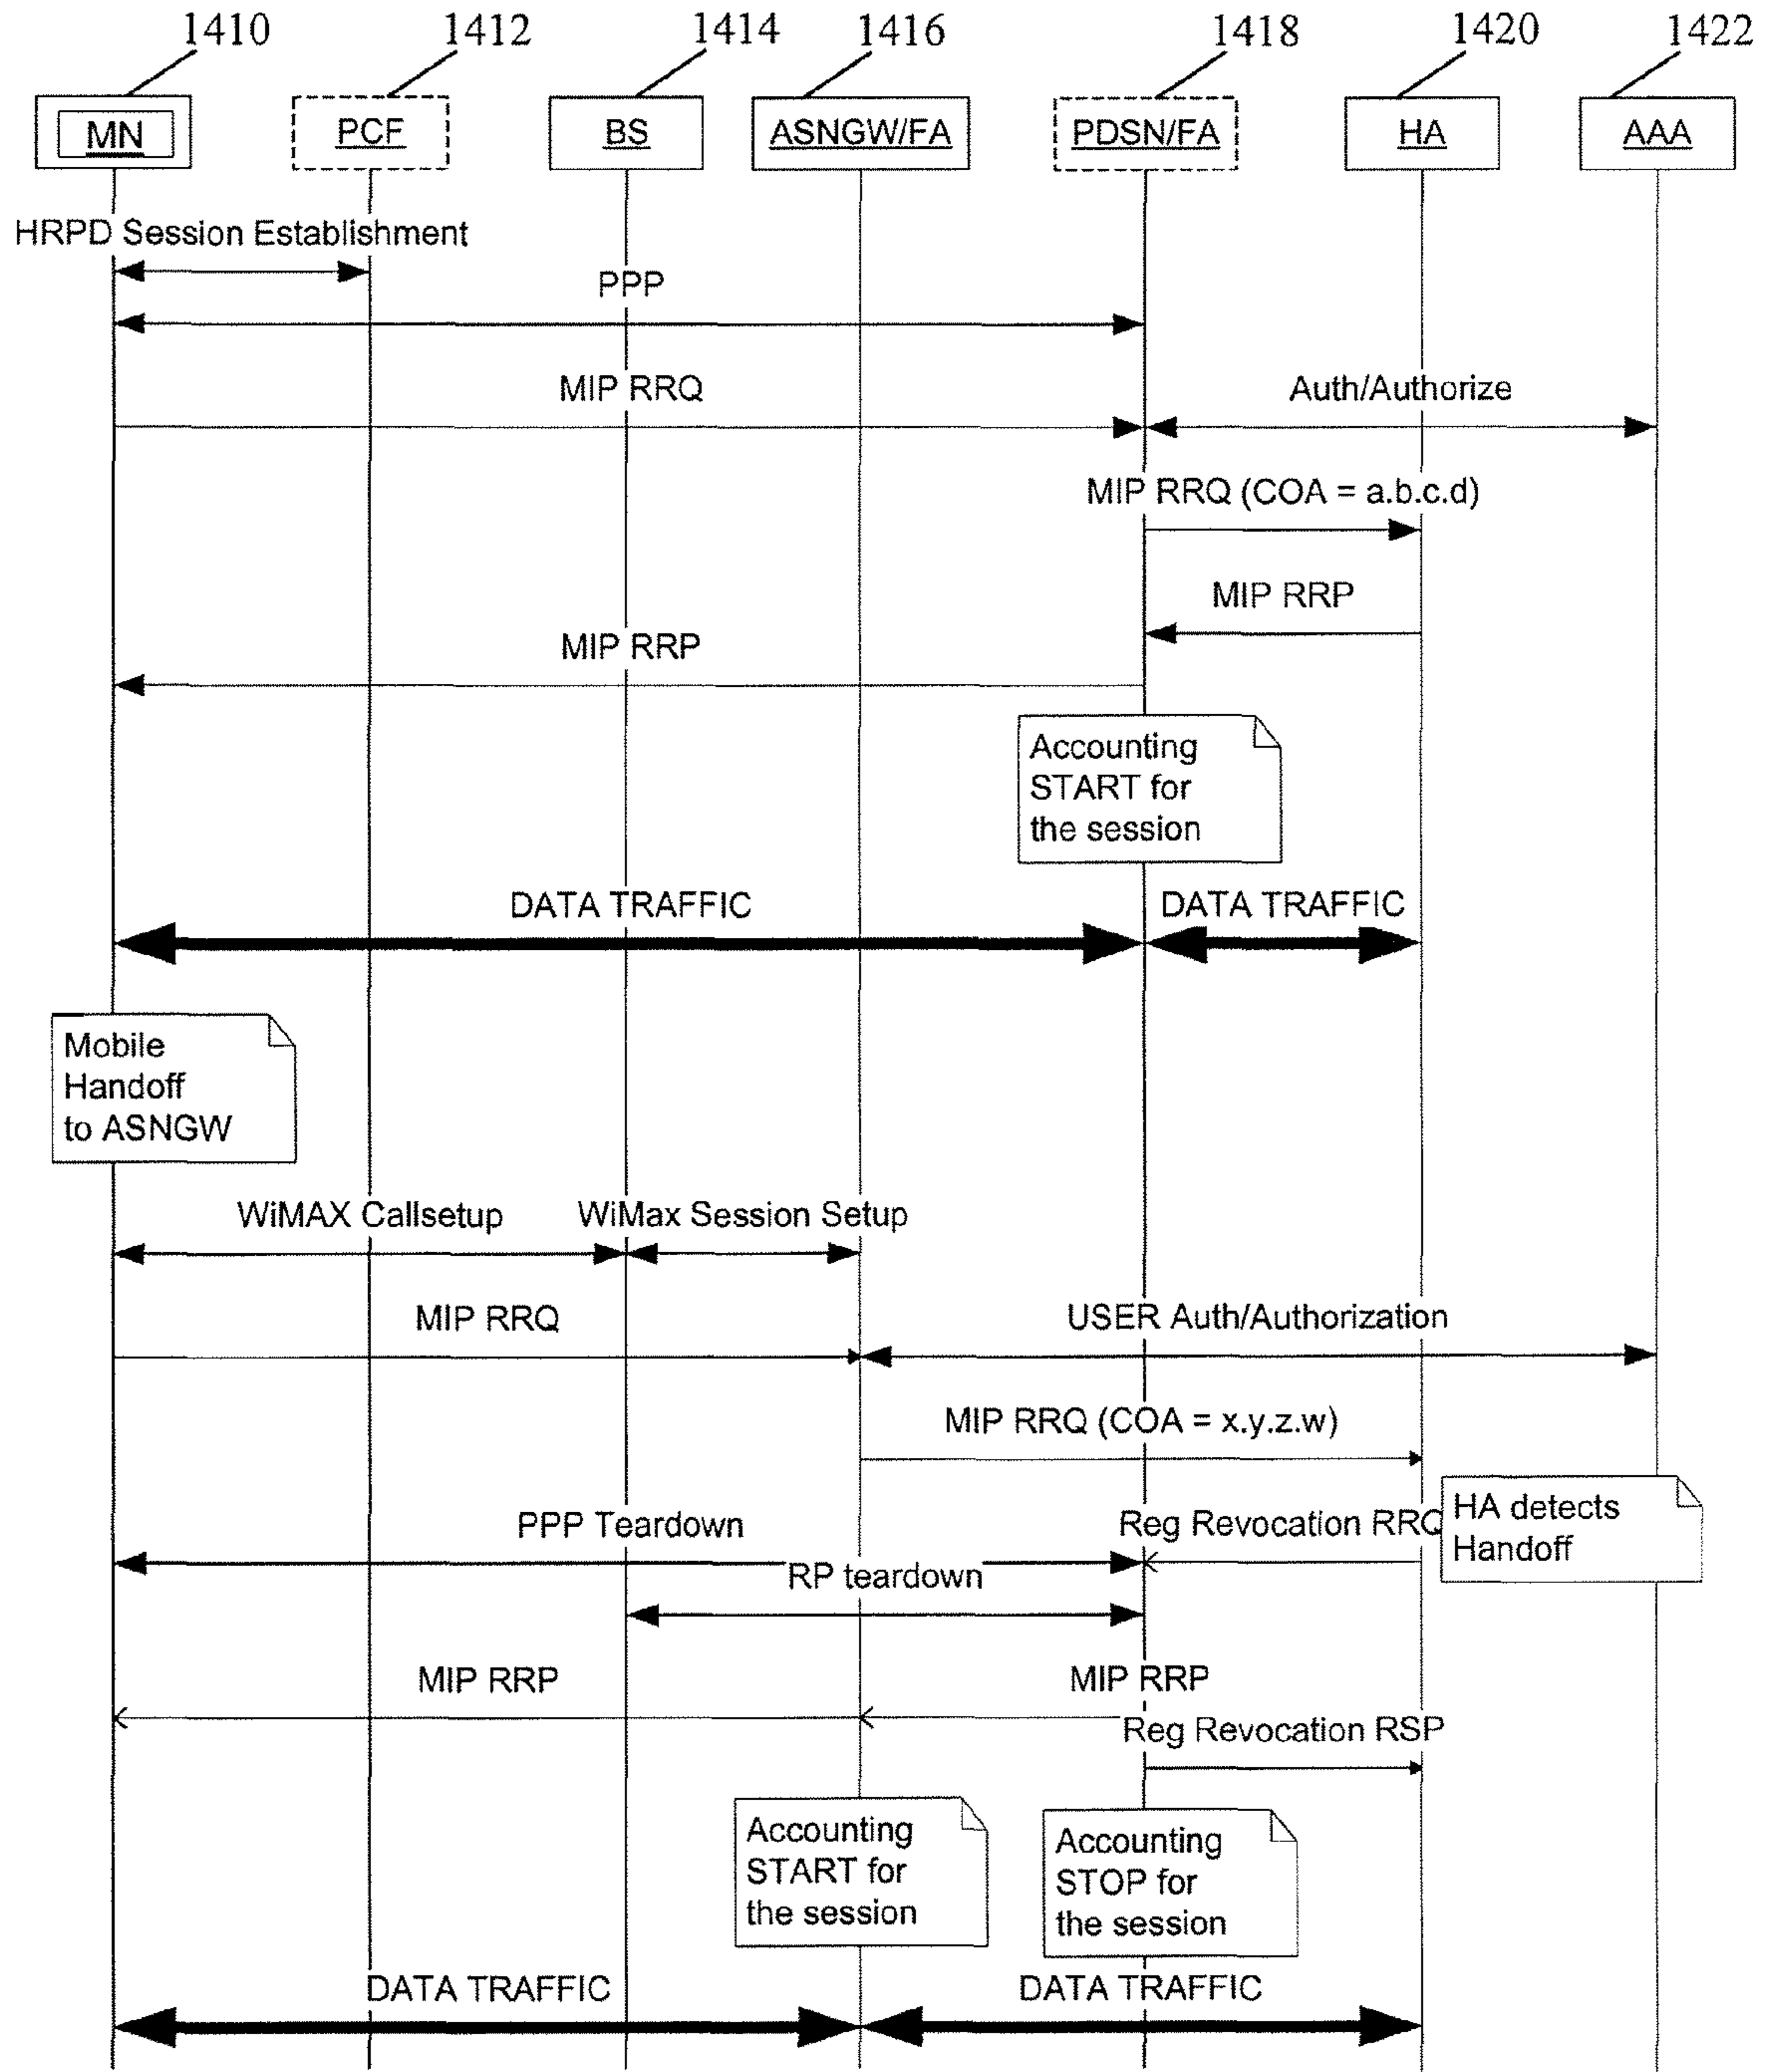 1410 1412 1414 1416 1418 1420 1422
MN PCF BS ASNGW/FA PDSN/FA HA AAA
HRPD Session Establishment
PPP
MIP RRQ Auth/Authorize
MIP RRQ (COA = a.b.c.d)
MIP RRP
MIP RRP
Accounting
START for
the session
DATA TRAFFIC DATA TRAFFIC
Mobile
Handoff
to ASNGW
WiMAX Callsetup WiMax Session Setup
MIP RRQ USER Auth/Authorization
MIP RRQ (COA = x.y.z.w)
HA detects
Handoff
PPP Teardown Reg Revocation RRQ
RP teardown
MIP RRP MIP RRP
Reg Revocation RSP
Accounting
START for
the session
Accounting
STOP for
the session
DATA TRAFFIC DATA TRAFFIC